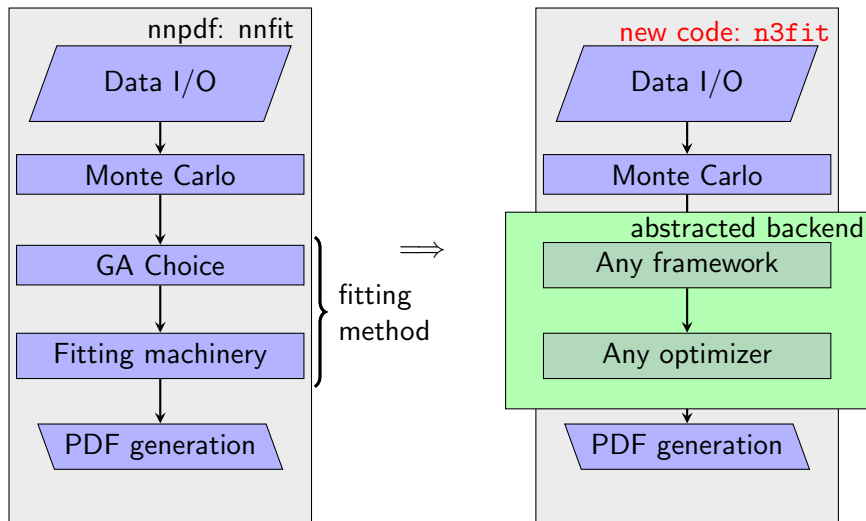 nnpdf: nnfit
Data I/O
Monte Carlo
GA Choice
Fitting machinery
PDF generation
fitting
method
⟹
new code: n3fit
Data I/O
Monte Carlo
abstracted backend
Any framework
Any optimizer
PDF generation